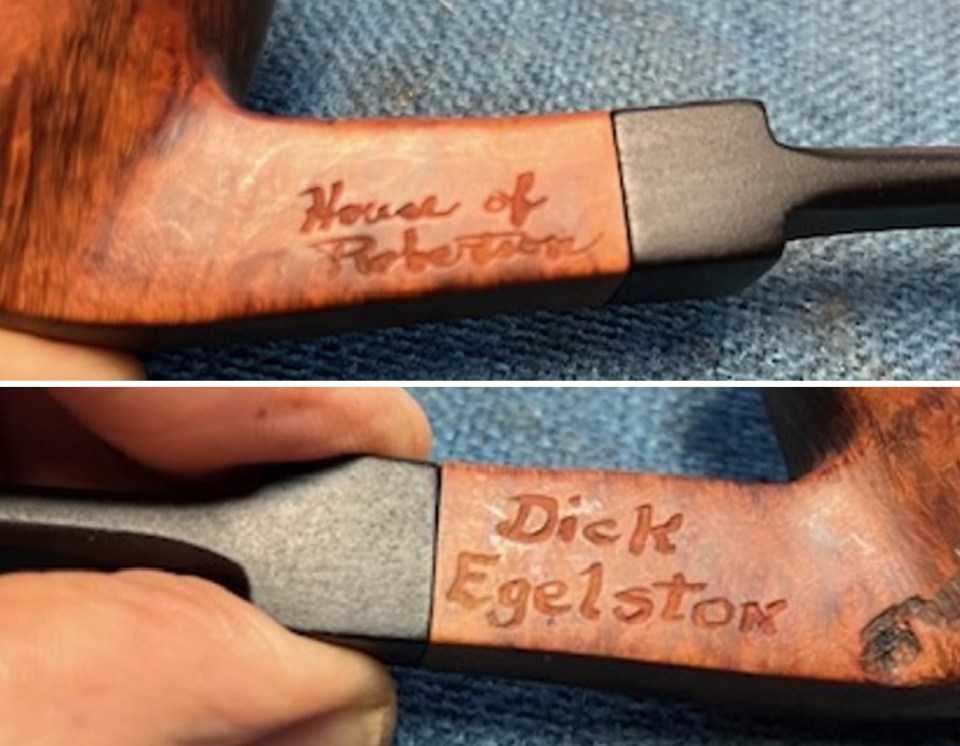 House of
Robertson
Dick
Egelston